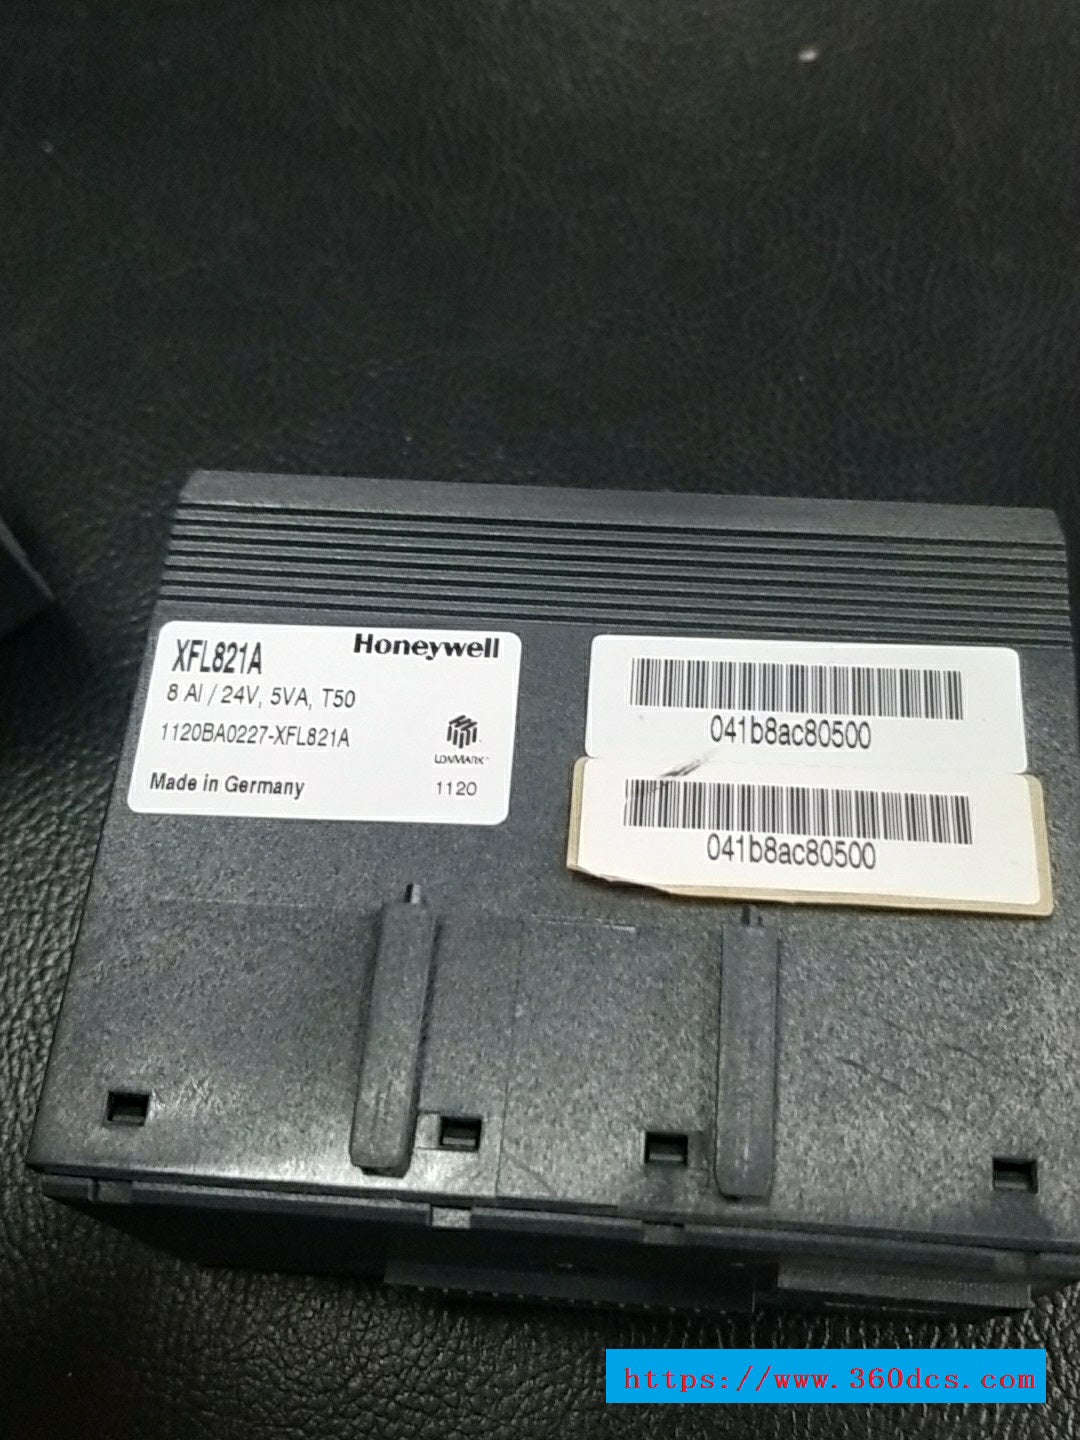 XFL821A
Honeywell
8 AI / 24V, 5VA, T50
1120BA0227-XFL821A
LONMARK
Made in Germany
1120
041b8ac80500
041b8ac80500
https://www.360dcs.com